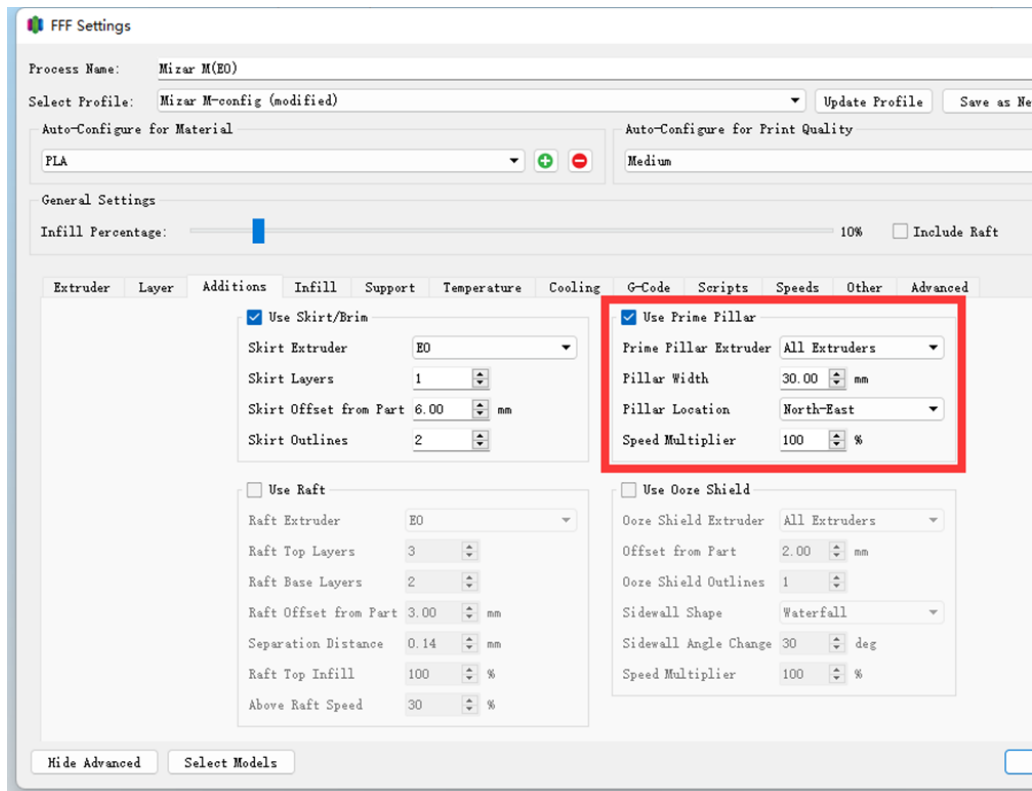 FFF Settings
Process Name: Mizar M(E0)
Select Profile: Mizar M-config (modified) Update Profile Save as Ne
Auto-Configure for Material Auto-Configure for Print Quality
PLA Medium
General Settings
Infill Percentage: 10% Include Raft
Extruder Layer Additions Infill Support Temperature Cooling G-Code Scripts Speeds Other Advanced
Use Skirt/Brim
Skirt Extruder E0
Skirt Layers 1
Skirt Offset from Part 6.00 mm
Skirt Outlines 2
Use Prime Pillar
Prime Pillar Extruder All Extruders
Pillar Width 30.00 mm
Pillar Location North-East
Speed Multiplier 100 %
Use Raft
Raft Extruder E0
Raft Top Layers 3
Raft Base Layers 2
Raft Offset from Part 3.00 mm
Separation Distance 0.14 mm
Raft Top Infill 100 %
Above Raft Speed 30 %
Use Ooze Shield
Ooze Shield Extruder All Extruders
Offset from Part 2.00 mm
Ooze Shield Outlines 1
Sidewall Shape Waterfall
Sidewall Angle Change 30 deg
Speed Multiplier 100 %
Hide Advanced Select Models